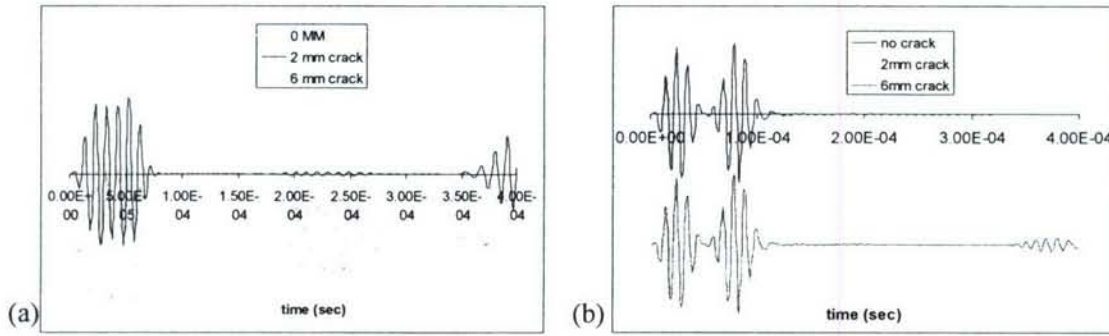 0 MM
2 mm crack
6 mm crack
0.00E+00 5.00E-05 1.00E-04 1.50E-04 2.00E-04 2.50E-04 3.00E-04 3.50E-04 4.00E-04
time (sec)
(a)
no crack
2mm crack
6mm crack
0.00E+00 1.00E-04 2.00E-04 3.00E-04 4.00E-04
time (sec)
(b)